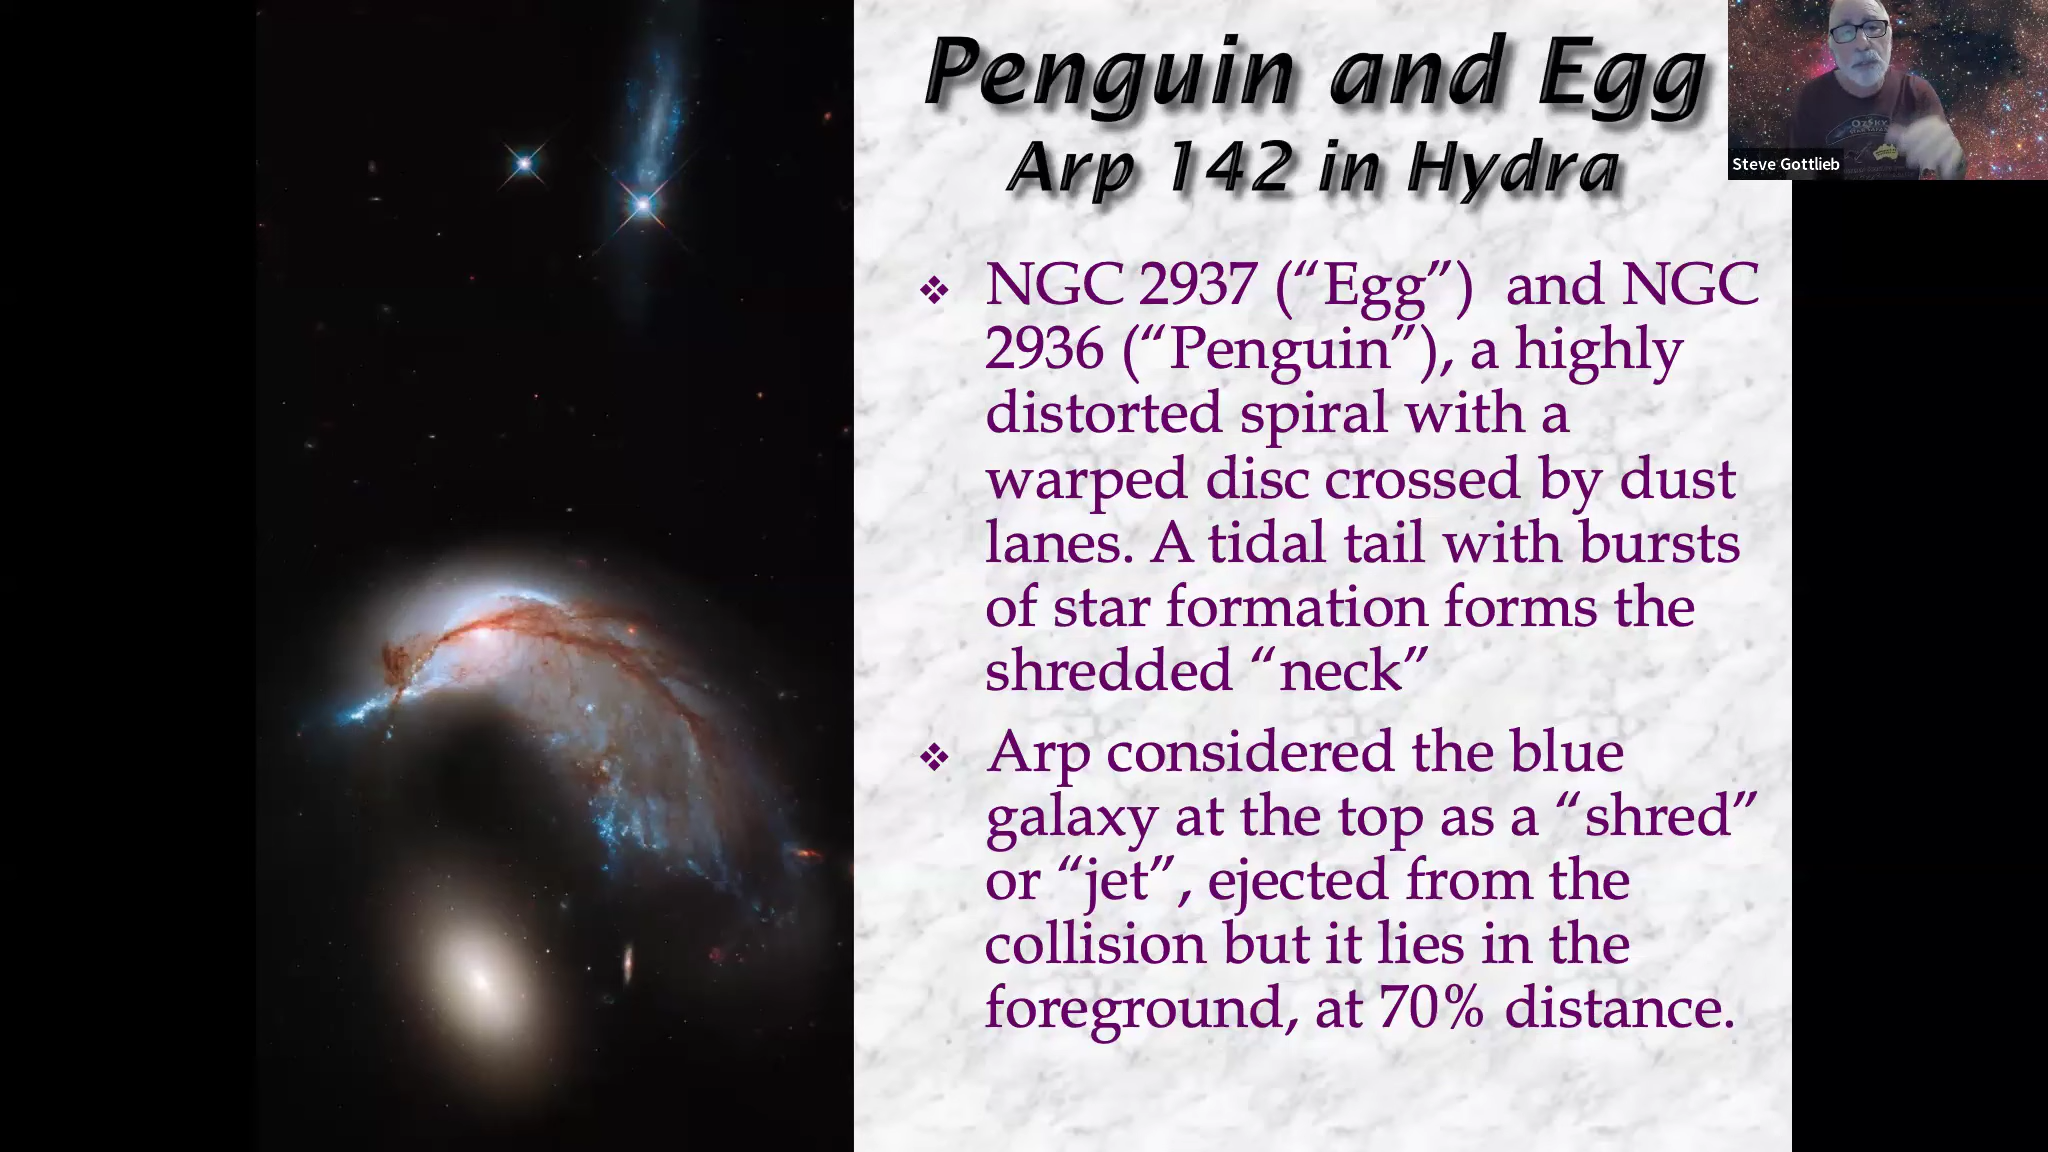 Penguin and Egg
Arp 142 in Hydra
Steve Gottlieb
OZSKY
❖ NGC 2937 (“Egg”) and NGC
2936 (“Penguin”), a highly
distorted spiral with a
warped disc crossed by dust
lanes. A tidal tail with bursts
of star formation forms the
shredded “neck”
❖ Arp considered the blue
galaxy at the top as a “shred”
or “jet”, ejected from the
collision but it lies in the
foreground, at 70% distance.